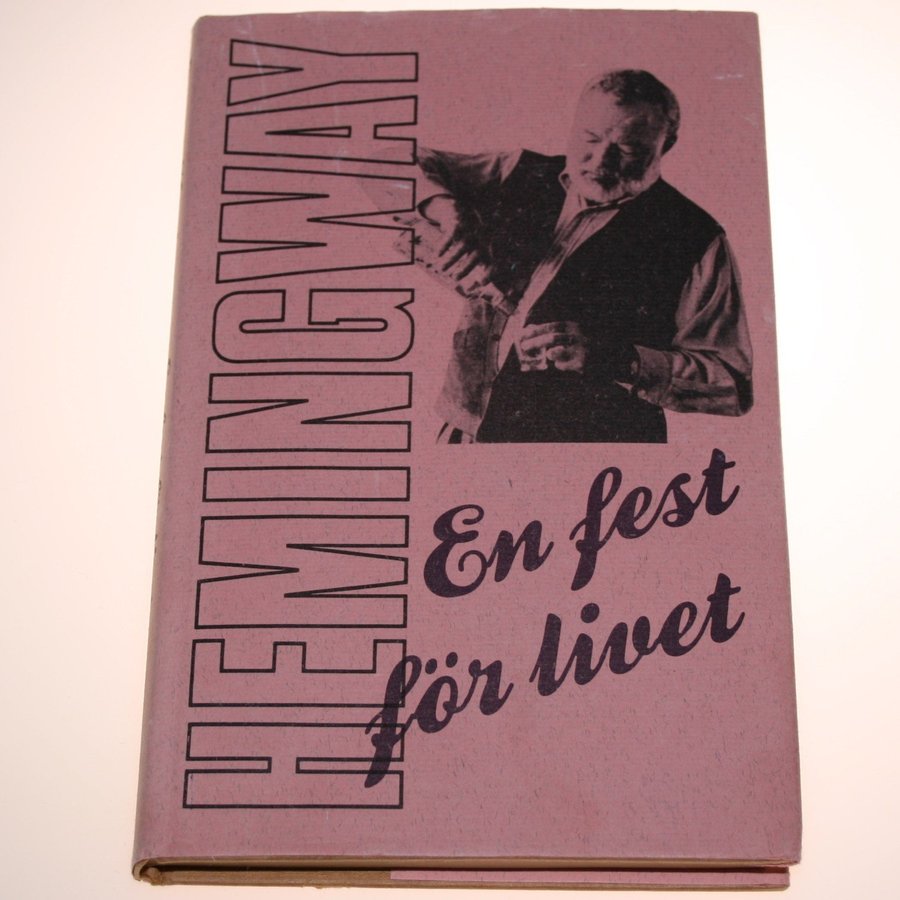 HEMINGWAY
En fest
för livet